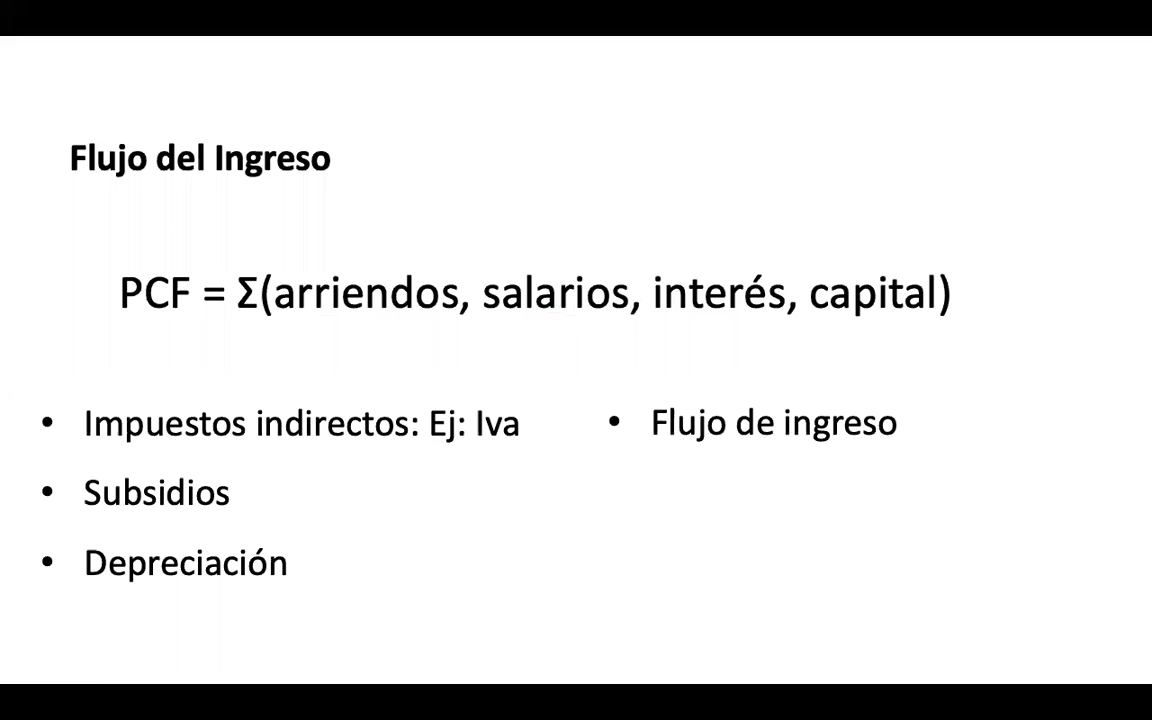 Flujo del Ingreso
PCF = Σ(arriendos, salarios, interés, capital)
• Impuestos indirectos: Ej: Iva
• Subsidios
• Depreciación
• Flujo de ingreso